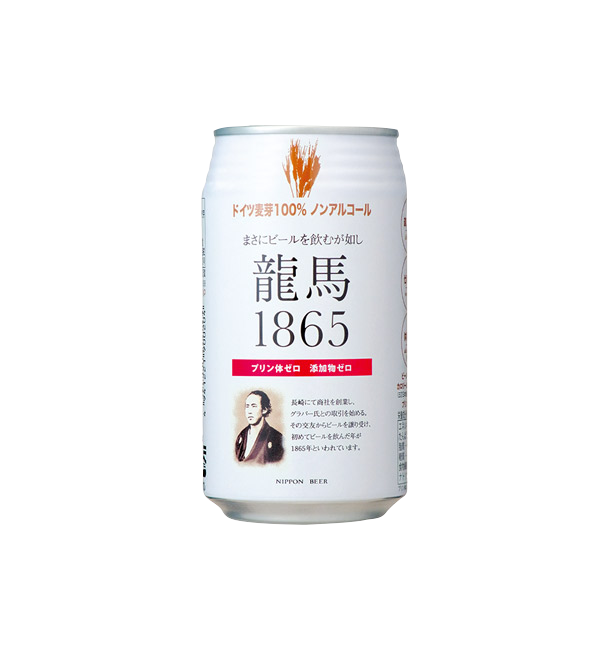 ドイツ麦芽100% ノンアルコール
まさにビールを飲むが如し
龍馬
1865
プリン体ゼロ 添加物ゼロ
長崎にて商社を創業し、
グラバー氏との取引を始める。
その交友からビールを譲り受け、
初めてビールを飲んだ年が
1865年といわれています。
NIPPON BEER